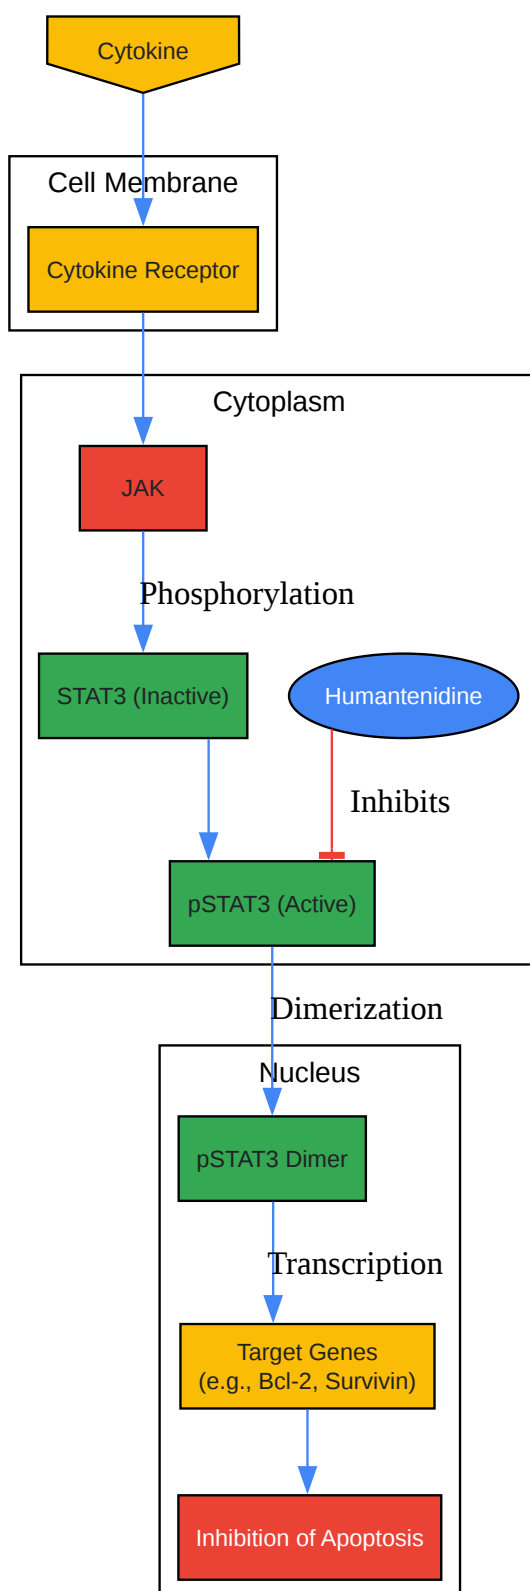 Cytokine
Cell Membrane
Cytokine Receptor
Cytoplasm
JAK
Phosphorylation
STAT3 (Inactive)
Humantenidine
Inhibits
pSTAT3 (Active)
Dimerization
Nucleus
pSTAT3 Dimer
Transcription
Target Genes
(e.g., Bcl-2, Survivin)
Inhibition of Apoptosis